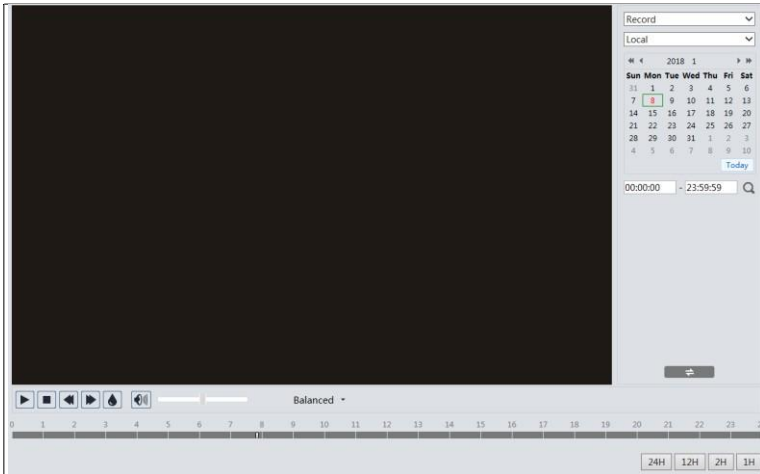 Record
Local
2018 1
Sun Mon Tue Wed Thu Fri Sat
31 1 2 3 4 5 6
7 8 9 10 11 12 13
14 15 16 17 18 19 20
21 22 23 24 25 26 27
28 29 30 31 1 2 3
4 5 6 7 8 9 10
Today
00:00:00 - 23:59:59
Balanced
0 1 2 3 4 5 6 7 8 9 10 11 12 13 14 15 16 17 18 19 20 21 22 23
24H 12H 2H 1H